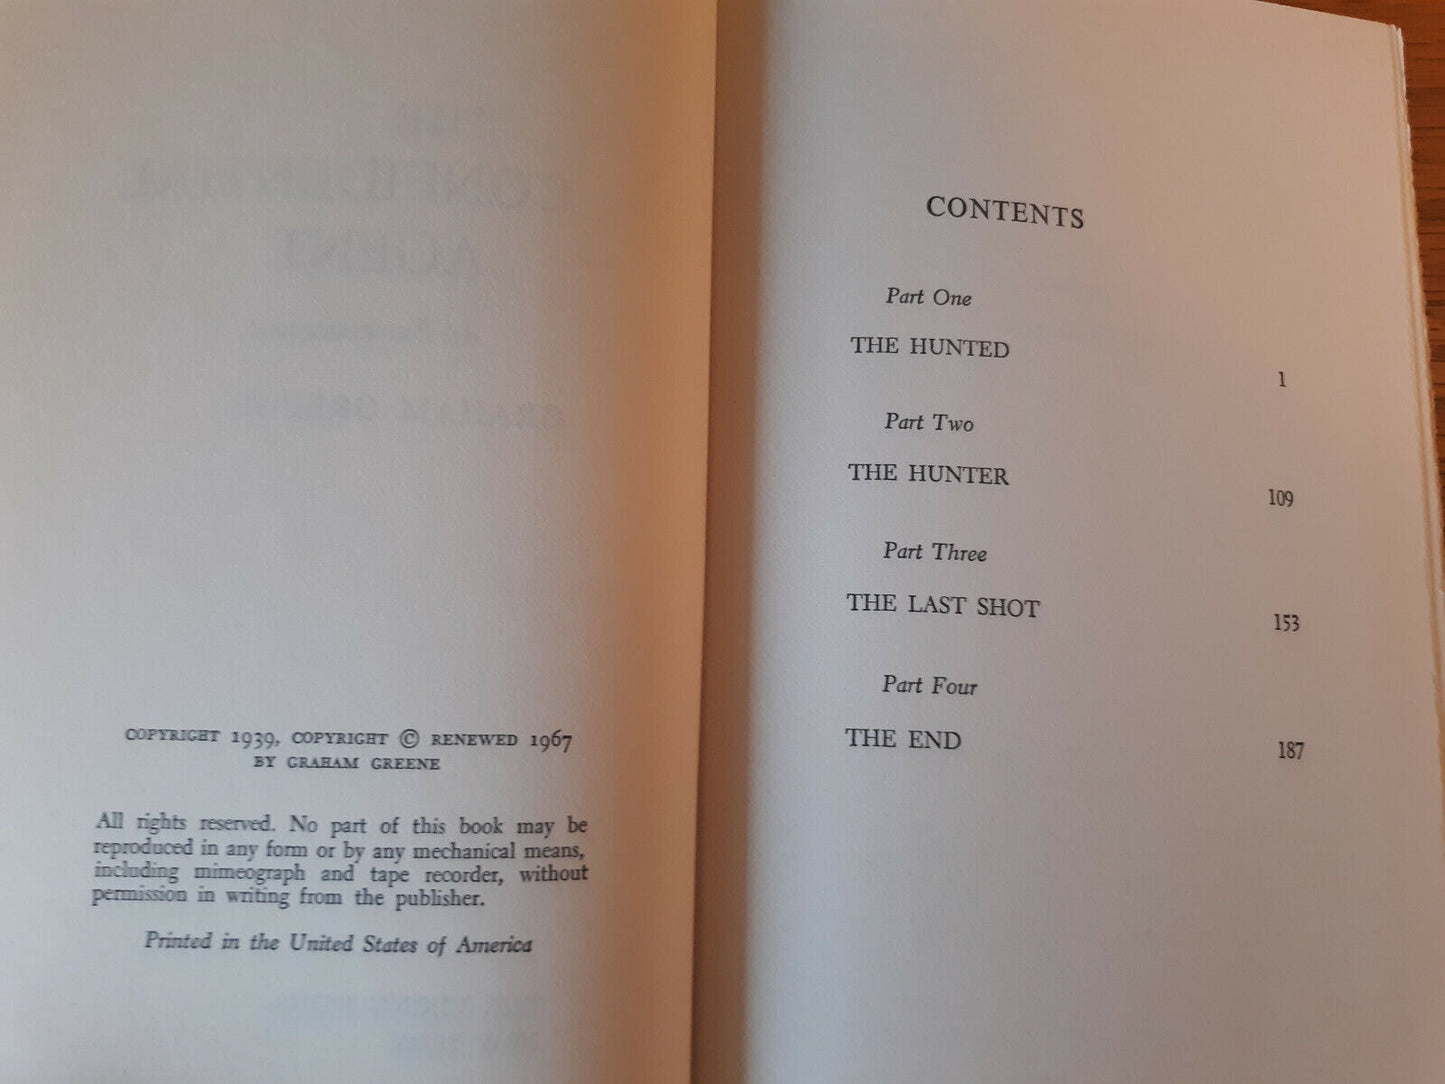 COPYRIGHT 1939, COPYRIGHT © RENEWED 1967
BY GRAHAM GREENE
All rights reserved. No part of this book may be
reproduced in any form or by any mechanical means,
including mimeograph and tape recorder, without
permission in writing from the publisher.
Printed in the United States of America
CONTENTS
Part One
THE HUNTED
1
Part Two
THE HUNTER
109
Part Three
THE LAST SHOT
153
Part Four
THE END
187